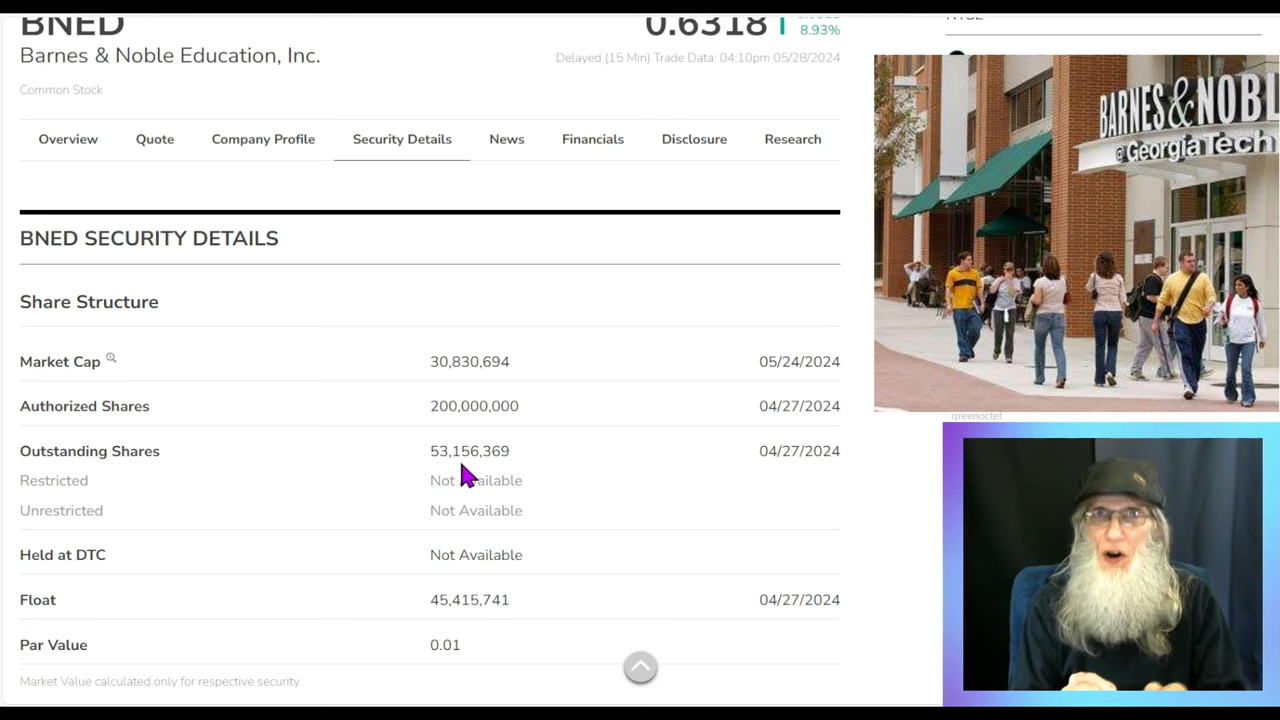 BNED
0.6318
8.93%
Barnes & Noble Education, Inc.
Delayed (15 Min) Trade Data: 04:10pm 05/28/2024
Common Stock
Overview Quote Company Profile Security Details News Financials Disclosure Research
BNED SECURITY DETAILS
Share Structure
Market Cap 30,830,694 05/24/2024
Authorized Shares 200,000,000 04/27/2024
Outstanding Shares 53,156,369 04/27/2024
Restricted Not Available
Unrestricted Not Available
Held at DTC Not Available
Float 45,415,741 04/27/2024
Par Value 0.01
Market Value calculated only for respective security
BARNES & NOBL
@GeorgiaTech
greenoctet